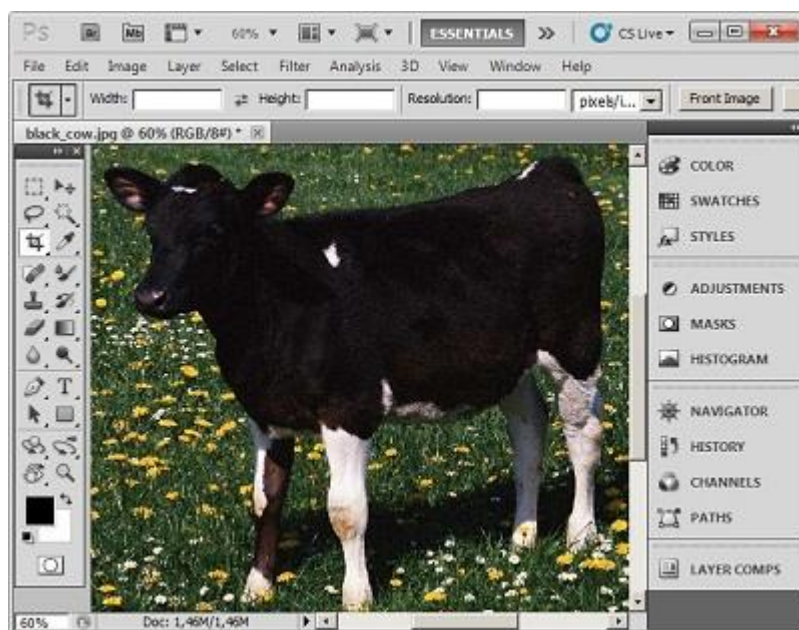 Ps Br Mb 60% ESSENTIALS CS Live
File Edit Image Layer Select Filter Analysis 3D View Window Help
Width: Height: Resolution: pixels/i... Front Image
black_cow.jpg @ 60% (RGB/8#) *
COLOR
SWATCHES
STYLES
ADJUSTMENTS
MASKS
HISTOGRAM
NAVIGATOR
HISTORY
CHANNELS
PATHS
LAYER COMPS
60% Doc: 1,46M/1,46M